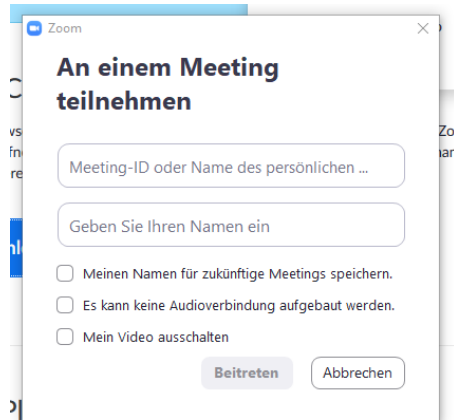 Zoom
An einem Meeting
teilnehmen
Meeting-ID oder Name des persönlichen ...
Geben Sie Ihren Namen ein
Meinen Namen für zukünftige Meetings speichern.
Es kann keine Audioverbindung aufgebaut werden.
Mein Video ausschalten
Beitreten
Abbrechen